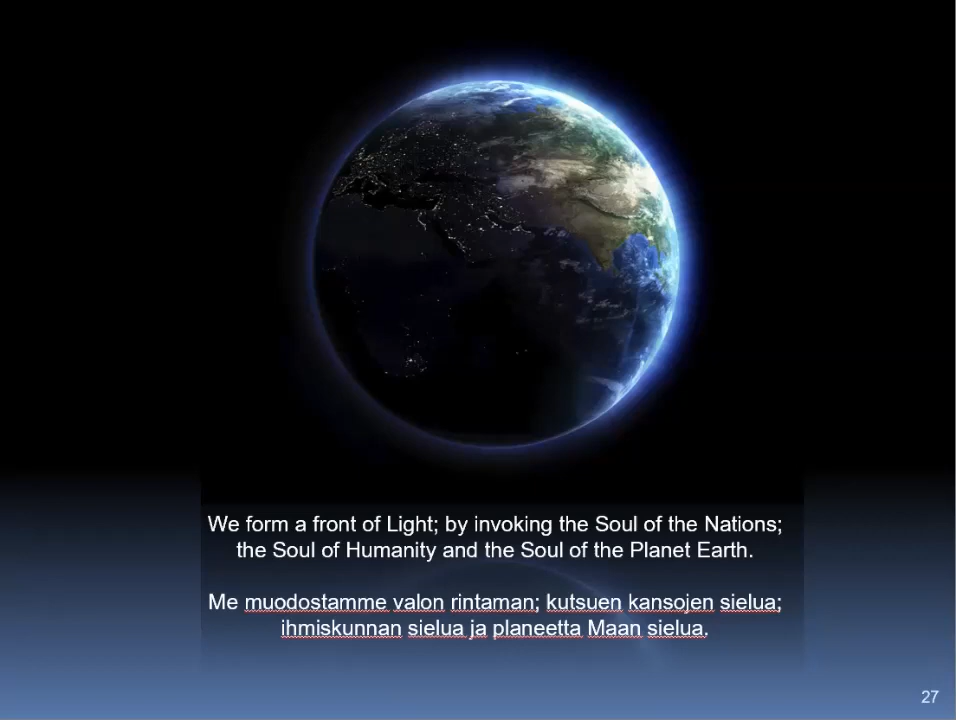 We form a front of Light; by invoking the Soul of the Nations;
the Soul of Humanity and the Soul of the Planet Earth.
Me muodostamme valon rintaman; kutsuen kansojen sielua;
ihmiskunnan sielua ja planeetta Maan sielua.
27